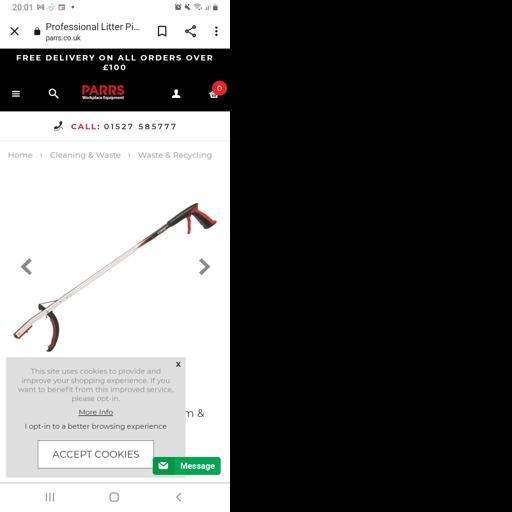 20:01
Professional Litter Pi...
parrs.co.uk
FREE DELIVERY ON ALL ORDERS OVER
£100
PARRS
Workplace Equipment
0
CALL: 01527 585777
Home › Cleaning & Waste › Waste & Recycling
x
This site uses cookies to provide and
improve your shopping experience. If you
want to benefit from this improved service,
please opt-in.
More Info
m &
I opt-in to a better browsing experience
ACCEPT COOKIES
Message